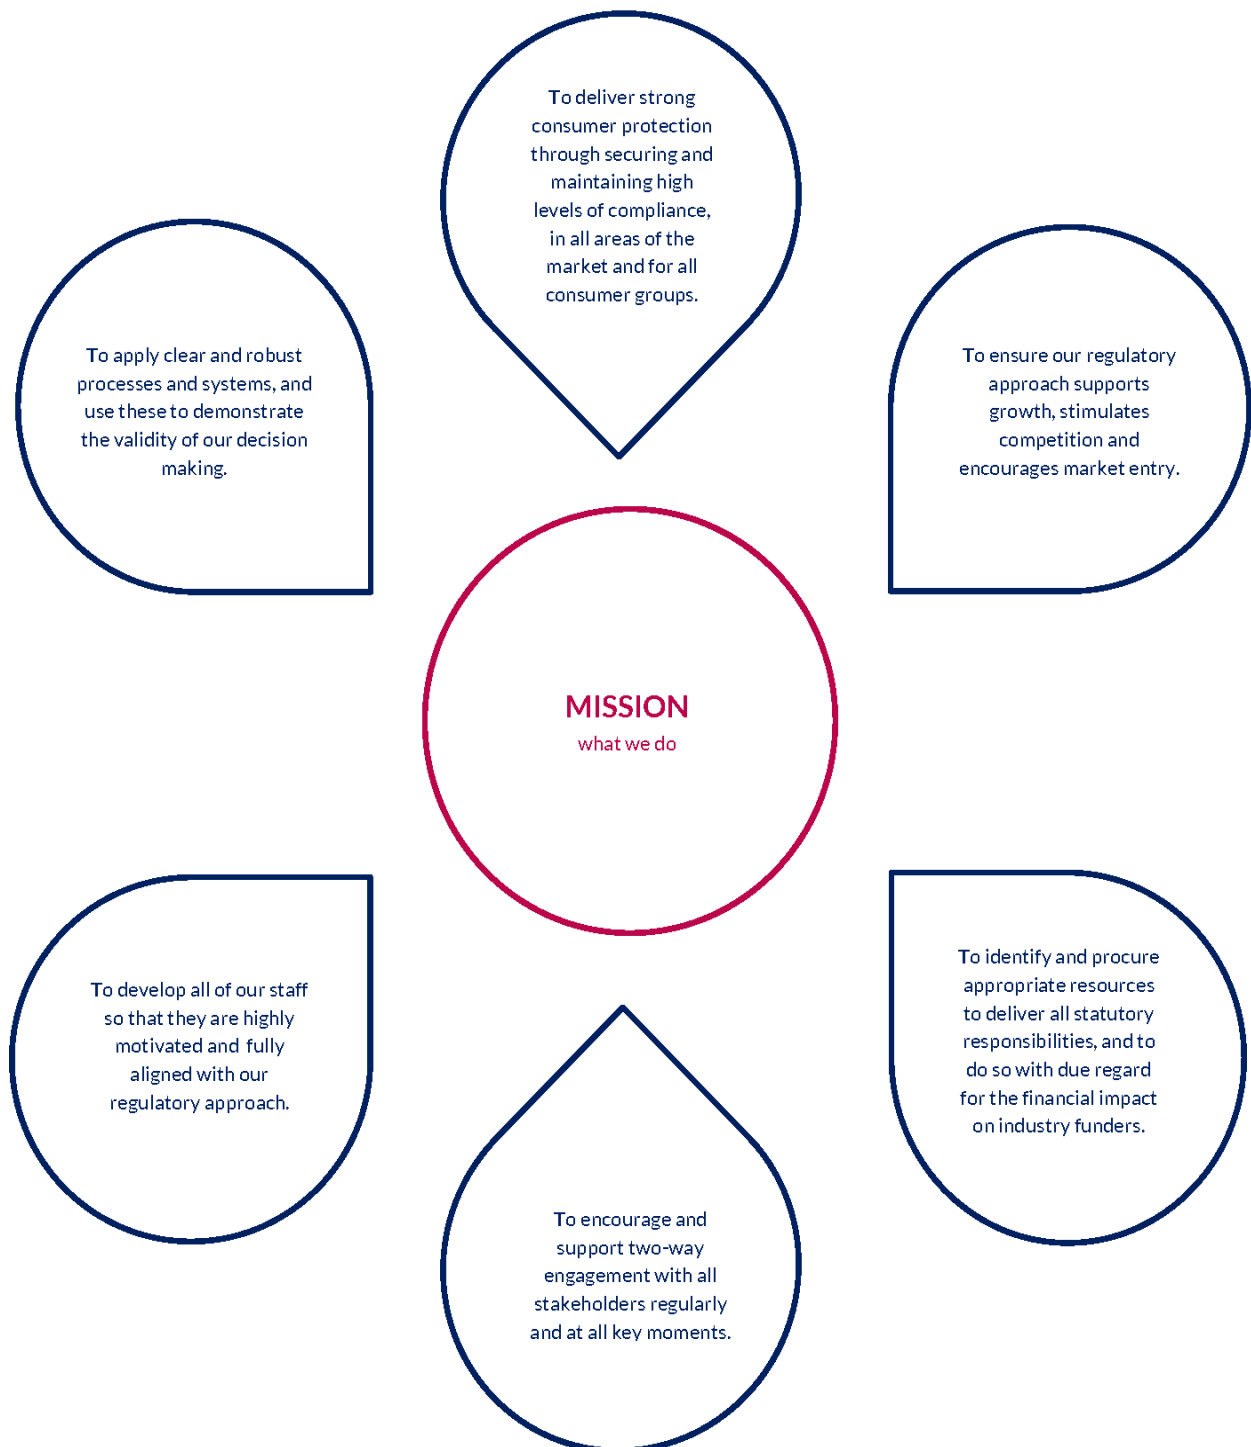 To deliver strong
consumer protection
through securing and
maintaining high
levels of compliance,
in all areas of the
market and for all
consumer groups.
To apply clear and robust
processes and systems, and
use these to demonstrate
the validity of our decision
making.
To ensure our regulatory
approach supports
growth, stimulates
competition and
encourages market entry.
MISSION
what we do
To develop all of our staff
so that they are highly
motivated and fully
aligned with our
regulatory approach.
To identify and procure
appropriate resources
to deliver all statutory
responsibilities, and to
do so with due regard
for the financial impact
on industry funders.
To encourage and
support two-way
engagement with all
stakeholders regularly
and at all key moments.